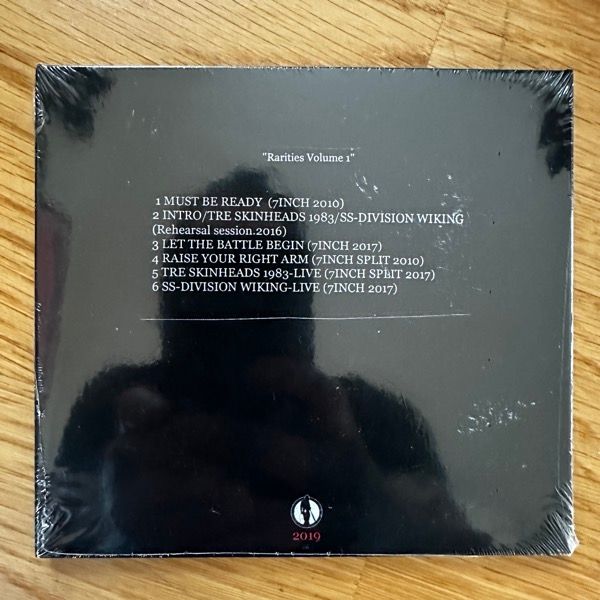 "Rarities Volume 1"
1 MUST BE READY (7INCH 2010)
2 INTRO/TRE SKINHEADS 1983/SS-DIVISION WIKING
(Rehearsal session.2016)
3 LET THE BATTLE BEGIN (7INCH 2017)
4 RAISE YOUR RIGHT ARM (7INCH SPLIT 2010)
5 TRE SKINHEADS 1983-LIVE (7INCH SPLIT 2017)
6 SS-DIVISION WIKING-LIVE (7INCH 2017)
2019